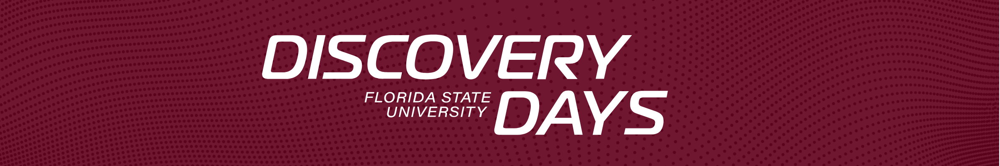 DISCOVERY
FLORIDA STATE
UNIVERSITY
DAYS